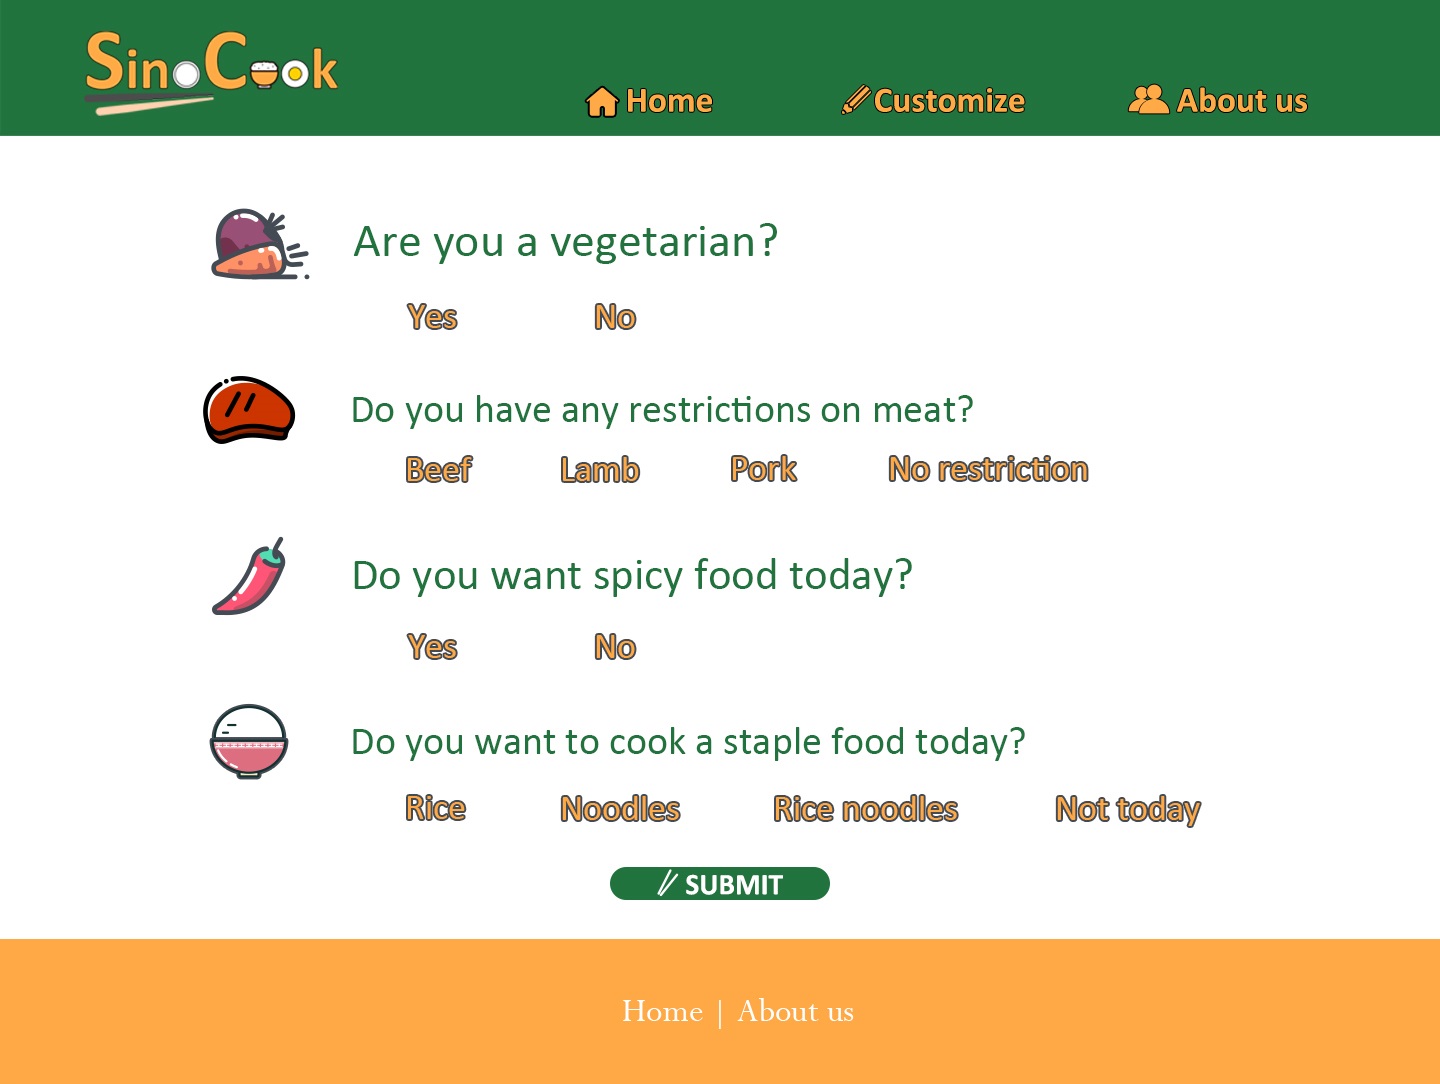 SinoCook
Home Customize About us
Are you a vegetarian?
Yes No
Do you have any restrictions on meat?
Beef Lamb Pork No restriction
Do you want spicy food today?
Yes No
Do you want to cook a staple food today?
Rice Noodles Rice noodles Not today
SUBMIT
Home | About us